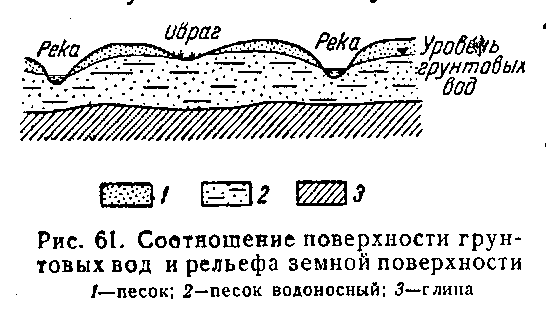 Река
овраг
Река
Уровень
грунтовых
вод
1
2
3
Рис. 61. Соотношение поверхности грун-
товых вод и рельефа земной поверхности
1—песок; 2—песок водоносный; 3—глина